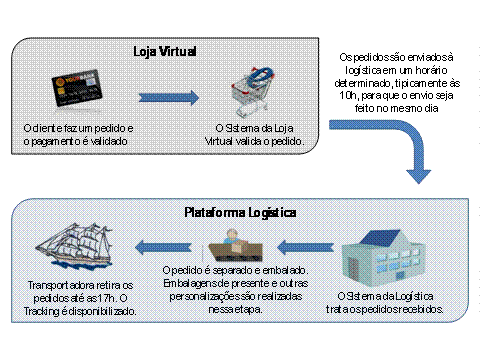 Loja Virtual
YOUR BANK
O cliente faz um pedido e
o pagamento é validado
O Sistema da Loja
Virtual valida o pedido.
Os pedidos são enviados à
logística em um horário
determinado, tipicamente às
10h, para que o envio seja
feito no mesmo dia
Plataforma Logística
Transportadora retira os
pedidos até as 17h. O
Tracking é disponibilizado.
O pedido é separado e embalado.
Embalagens de presente e outras
personalizações são realizadas
nessa etapa.
O Sistema da Logística
trata os pedidos recebidos.